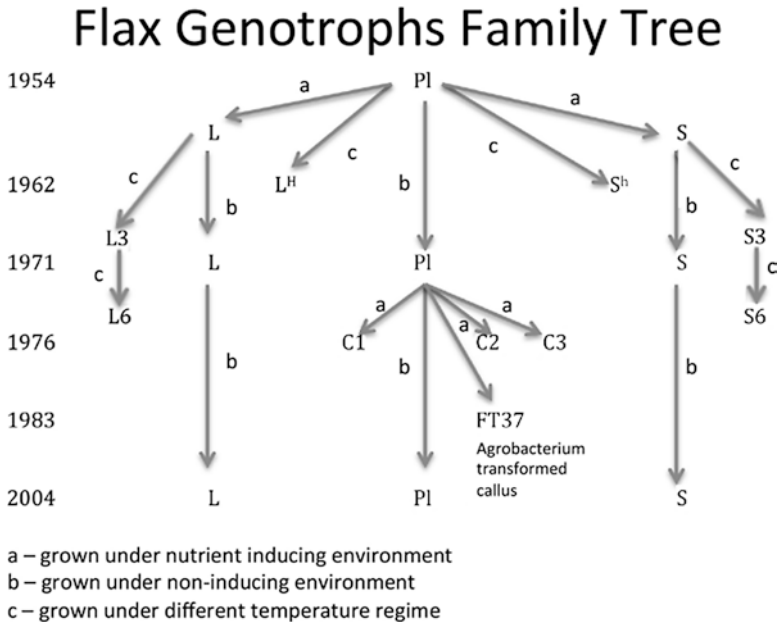 Flax Genotrophs Family Tree
1954 Pl
a a
L S
c c
c c
1962 Lᴴ b Sʰ
b b
L3 S3
1971 L Pl S
c c
a a
L6 a S6
1976 C1 C2 C3
b b b
1983 FT37
Agrobacterium
transformed
callus
2004 L Pl S
a – grown under nutrient inducing environment
b – grown under non-inducing environment
c – grown under different temperature regime